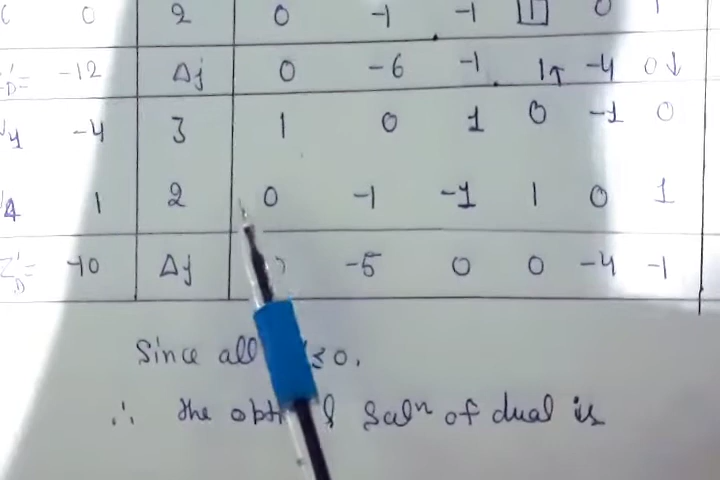 0 2 0 -1 -1 1 0 1
-12 Δj 0 -6 -1 1↑ -4 0↓
-4 3 1 0 1 0 -1 0
1 2 0 -1 -1 1 0 1
Z'D= -10 Δj -5 0 0 -4 -1
Since all ≤0.
∴ the of dual is